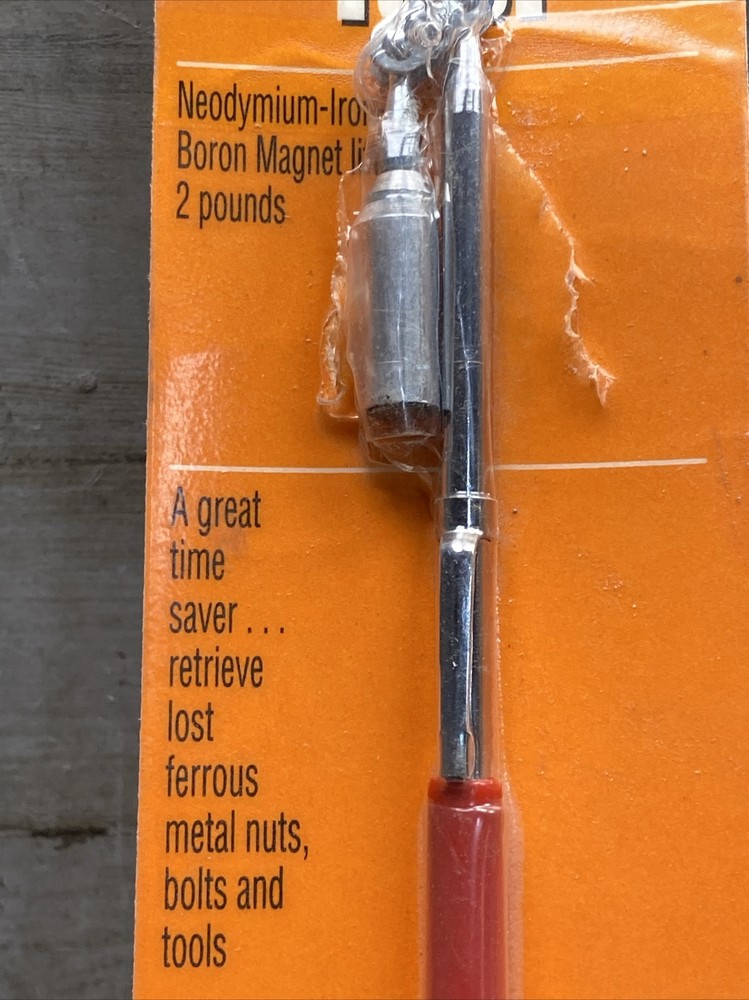 Neodymium-Iro
Boron Magnet li
2 pounds
A great
time
saver . . .
retrieve
lost
ferrous
metal nuts,
bolts and
tools